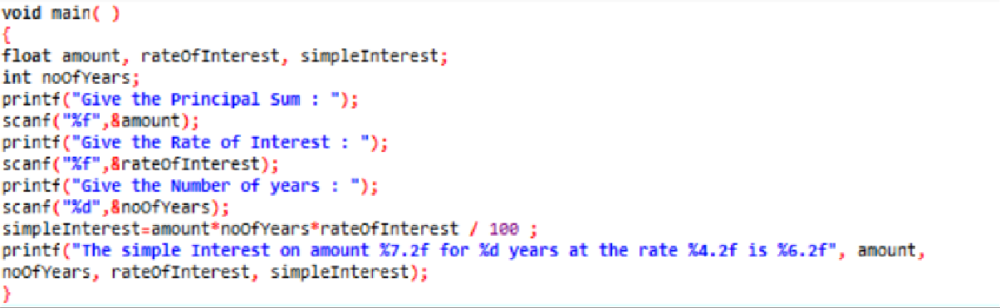 void main( )
{
float amount, rateOfInterest, simpleInterest;
int noOfYears;
printf("Give the Principal Sum : ");
scanf("%f",&amount);
printf("Give the Rate of Interest : ");
scanf("%f",&rateOfInterest);
printf("Give the Number of years : ");
scanf("%d",&noOfYears);
simpleInterest=amount*noOfYears*rateOfInterest / 100 ;
printf("The simple Interest on amount %7.2f for %d years at the rate %4.2f is %6.2f", amount,
noOfYears, rateOfInterest, simpleInterest);
}